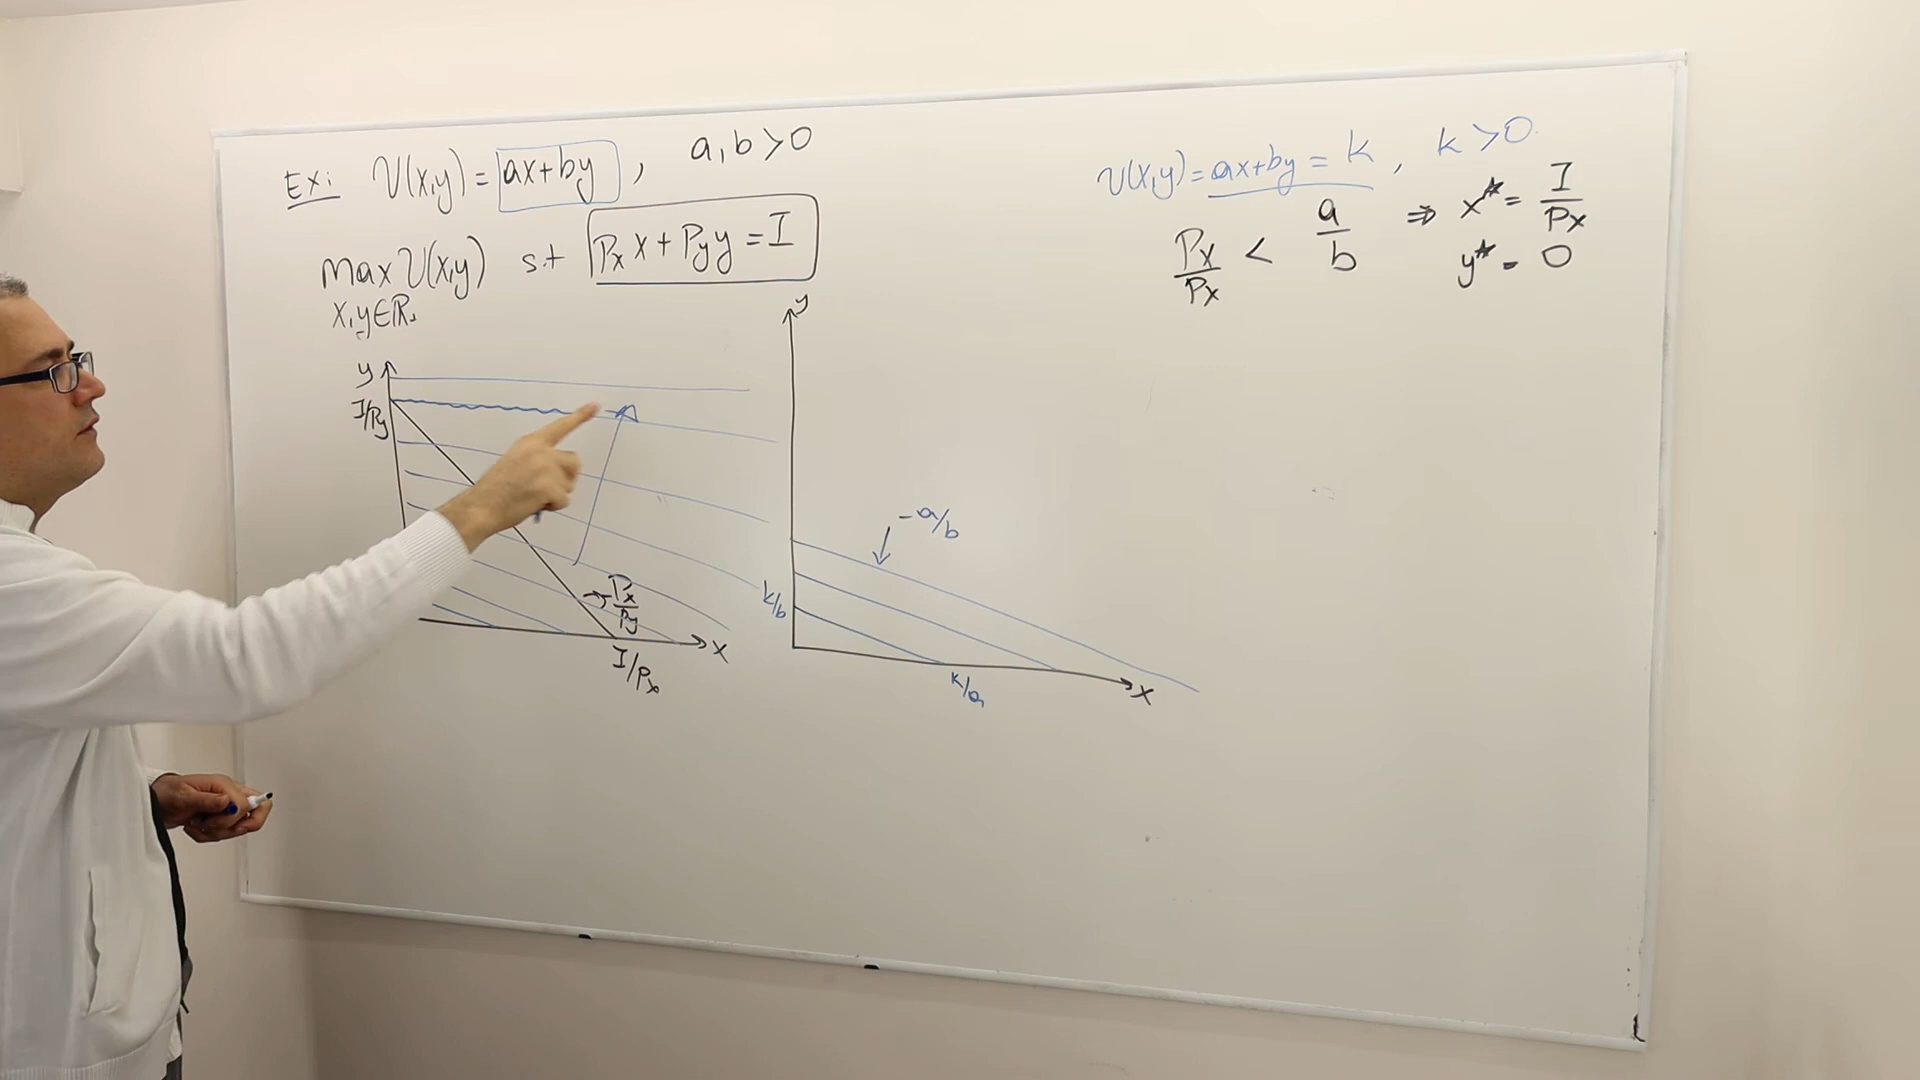 Ex: U(x,y) = ax+by , a,b>0
max U(x,y) s.t Px x + Py y = I
x,y∈R+
y
I/Py
Px/Py
x
I/Px
y
-a/b
k/b
k/a
x
U(x,y) = ax+by = k , k>0.
Px/Px < a/b ⇒ x* = I/Px
y* = 0